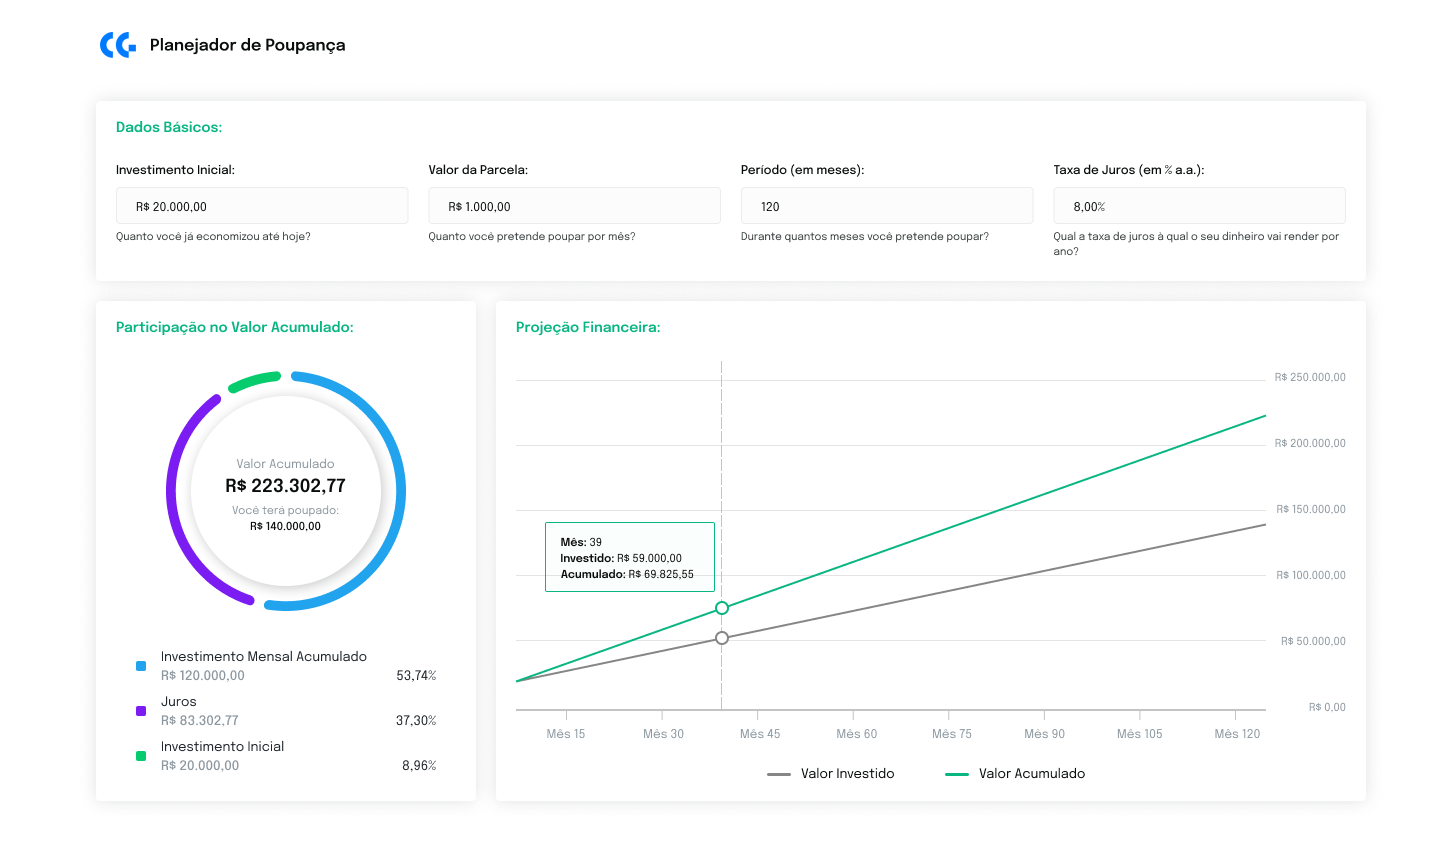 Planejador de Poupança
Dados Básicos:
Investimento Inicial:
R$ 20.000,00
Quanto você já economizou até hoje?
Valor da Parcela:
R$ 1.000,00
Quanto você pretende poupar por mês?
Período (em meses):
120
Durante quantos meses você pretende poupar?
Taxa de Juros (em % a.a.):
8,00%
Qual a taxa de juros à qual o seu dinheiro vai render por
ano?
Participação no Valor Acumulado:
Valor Acumulado
R$ 223.302,77
Você terá poupado:
R$ 140.000,00
Investimento Mensal Acumulado
R$ 120.000,00 53,74%
Juros
R$ 83.302,77 37,30%
Investimento Inicial
R$ 20.000,00 8,96%
Projeção Financeira:
R$ 250.000,00
R$ 200.000,00
R$ 150.000,00
R$ 100.000,00
R$ 50.000,00
R$ 0,00
Mês: 39
Investido: R$ 59.000,00
Acumulado: R$ 69.825,55
Mês 15 Mês 30 Mês 45 Mês 60 Mês 75 Mês 90 Mês 105 Mês 120
Valor Investido Valor Acumulado